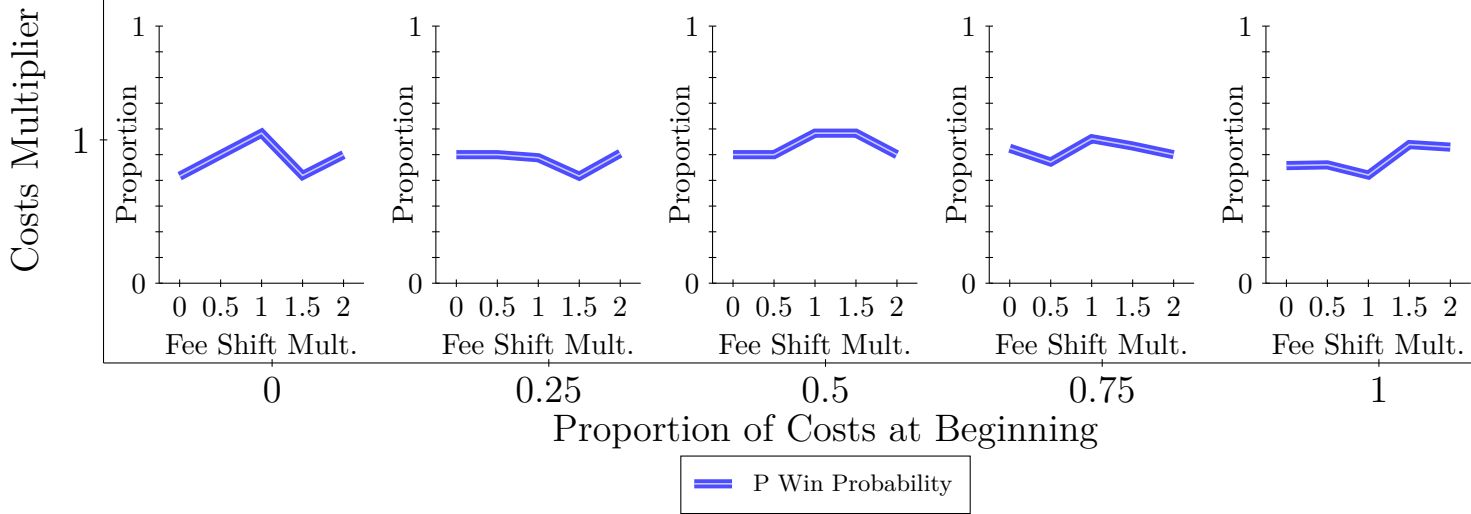 Costs Multiplier
1
1
0
Proportion
0 0.5 1 1.5 2
Fee Shift Mult.
1
0
Proportion
0 0.5 1 1.5 2
Fee Shift Mult.
1
0
Proportion
0 0.5 1 1.5 2
Fee Shift Mult.
1
0
Proportion
0 0.5 1 1.5 2
Fee Shift Mult.
1
0
Proportion
0 0.5 1 1.5 2
Fee Shift Mult.
0 0.25 0.5 0.75 1
Proportion of Costs at Beginning
P Win Probability